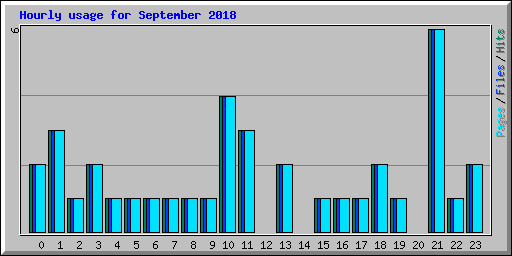 Hourly usage for September 2018
6
Pages/Files/Hits
0 1 2 3 4 5 6 7 8 9 10 11 12 13 14 15 16 17 18 19 20 21 22 23